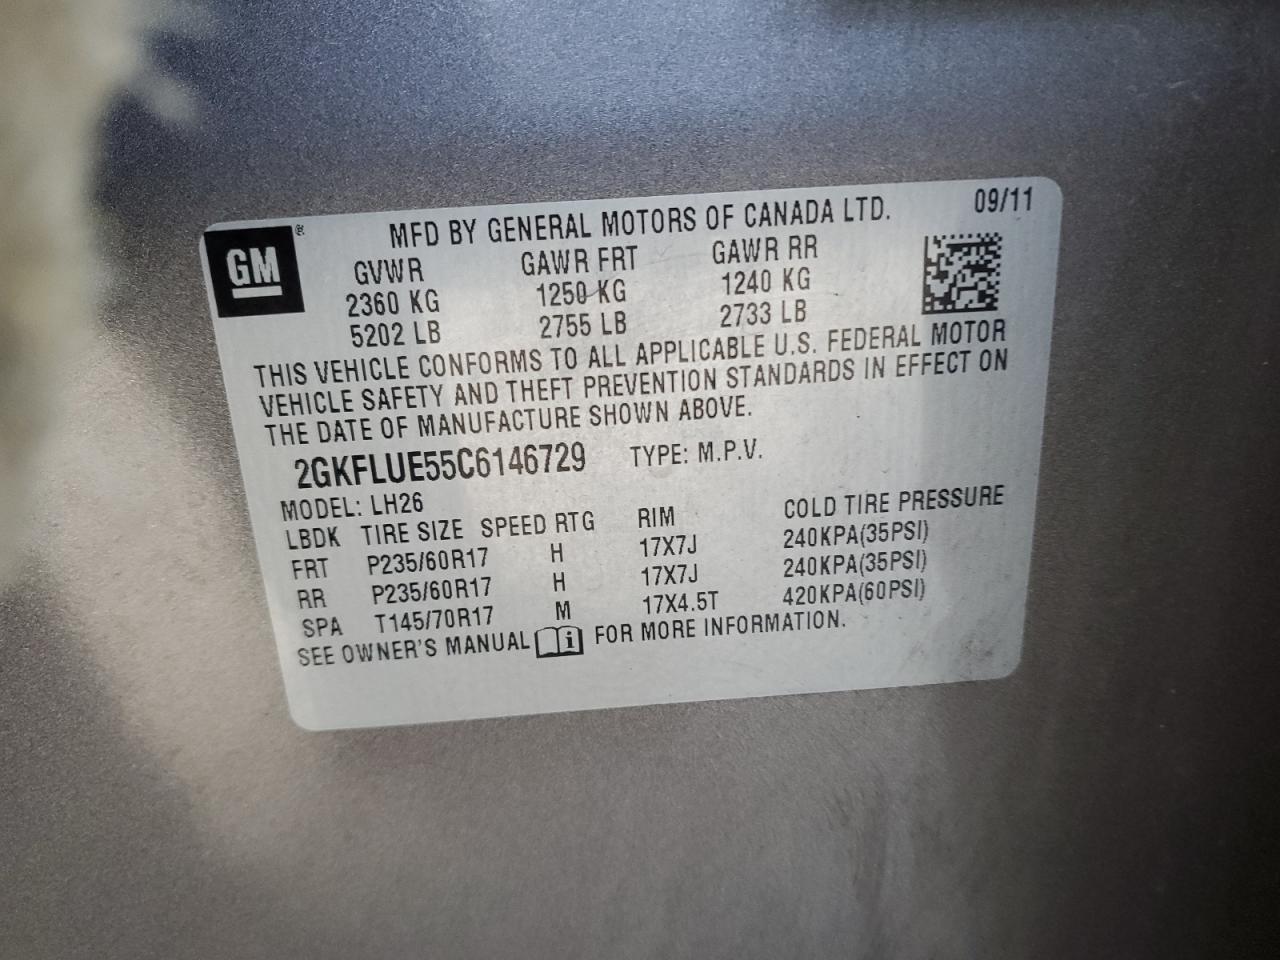 GM ®
MFD BY GENERAL MOTORS OF CANADA LTD. 09/11
GVWR GAWR FRT GAWR RR
2360 KG 1250 KG 1240 KG
5202 LB 2755 LB 2733 LB
THIS VEHICLE CONFORMS TO ALL APPLICABLE U.S. FEDERAL MOTOR
VEHICLE SAFETY AND THEFT PREVENTION STANDARDS IN EFFECT ON
THE DATE OF MANUFACTURE SHOWN ABOVE.
2GKFLUE55C6146729 TYPE: M.P.V.
MODEL: LH26
LBDK TIRE SIZE SPEED RTG RIM COLD TIRE PRESSURE
FRT P235/60R17 H 17X7J 240KPA(35PSI)
RR P235/60R17 H 17X7J 240KPA(35PSI)
SPA T145/70R17 M 17X4.5T 420KPA(60PSI)
SEE OWNER'S MANUAL i FOR MORE INFORMATION.